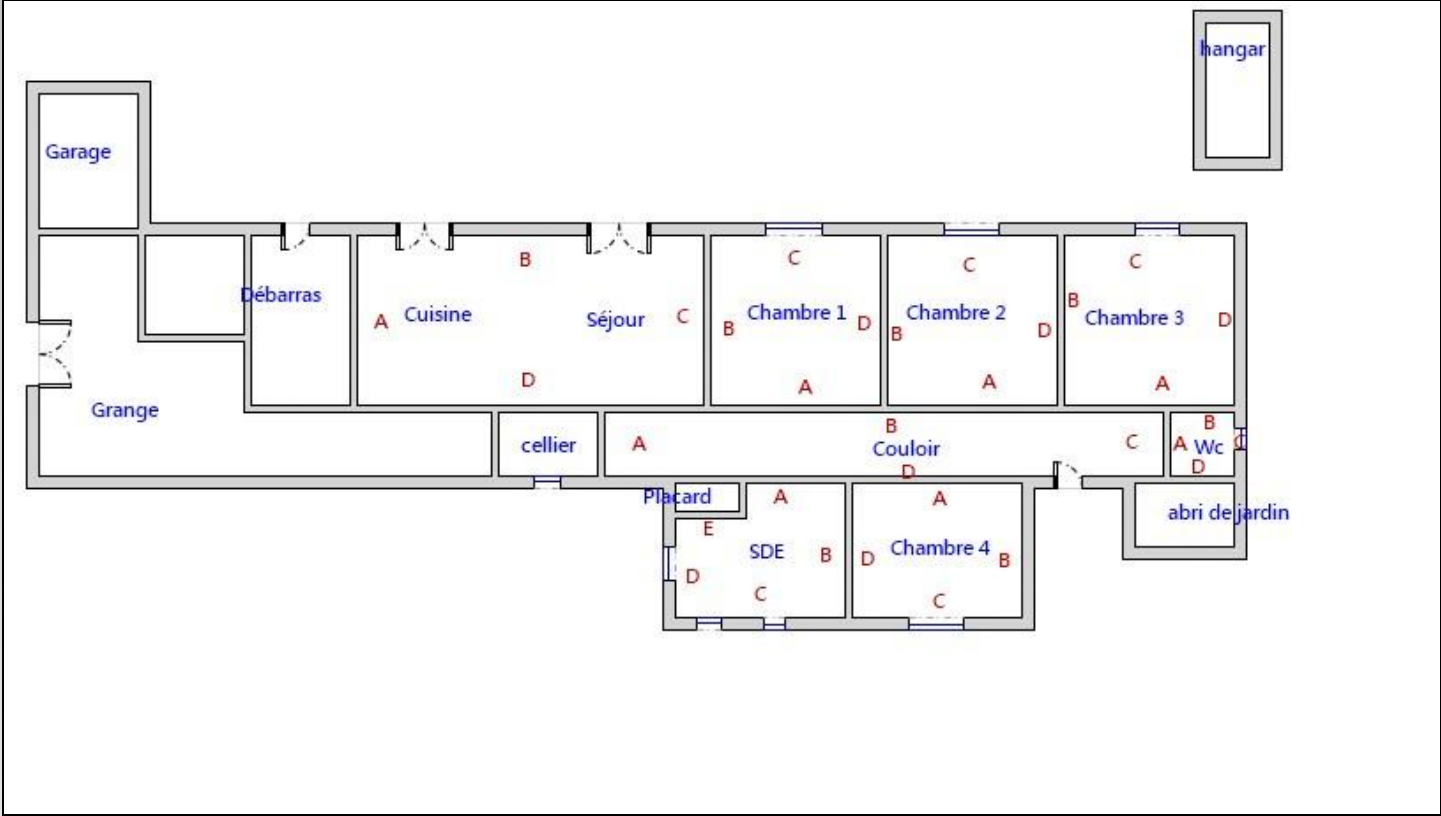 hangar
Garage
B
C
C
C
Débarras
B
A
Cuisine
Séjour
C
Chambre 1
B
D
Chambre 2
B
D
Chambre 3
D
D
A
A
A
Grange
cellier
A
B
Couloir
C
D
B
A
Wc
C
D
Placard
A
A
abri de jardin
E
SDE
B
D
Chambre 4
B
D
C
C